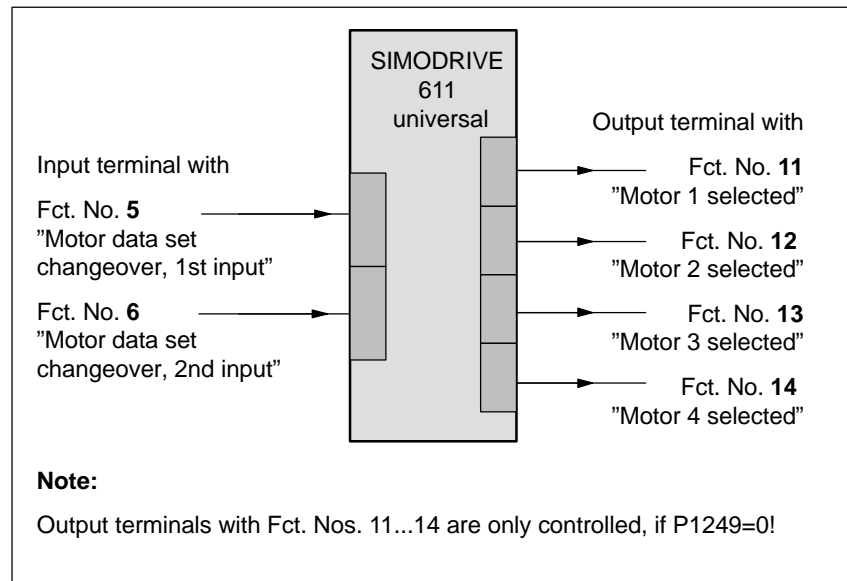 SIMODRIVE
611
universal
Input terminal with
Fct. No. 5
”Motor data set
changeover, 1st input”
Fct. No. 6
”Motor data set
changeover, 2nd input”
Output terminal with
Fct. No. 11
”Motor 1 selected”
Fct. No. 12
”Motor 2 selected”
Fct. No. 13
”Motor 3 selected”
Fct. No. 14
”Motor 4 selected”
Note:
Output terminals with Fct. Nos. 11...14 are only controlled, if P1249=0!